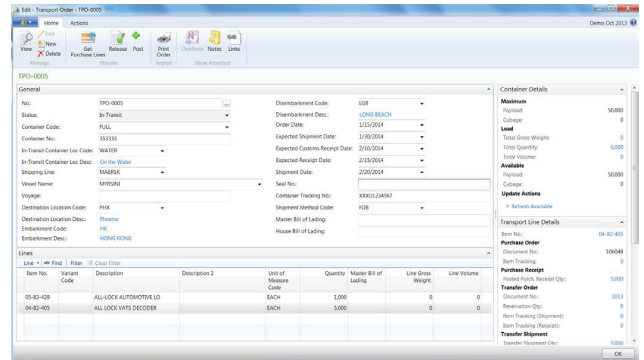 Edit - Transport Order - TPO-0005
Home Actions
Demo Oct 2013
View
Edit
New
Delete
Manage
Get Purchase Lines
Release
Post
Process
Print Order
Report
OneNote
Notes
Links
Show Attached
TPO-0005
General
No.: TPO-0005
Status: In-Transit
Container Code: FULL
Container No.: 353333
In-Transit Container Loc Code: WATER
In-Transit Container Loc Desc: On the Water
Shipping Line: MAERSK
Vessel Name: MYRSINI
Voyage:
Destination Location Code: PHX
Destination Location Desc.: Phoenix
Embarkment Code: HK
Embarkment Desc.: HONG KONG
Disembarkment Code: LGB
Disembarkment Desc.: LONG BEACH
Order Date: 1/15/2014
Expected Shipment Date: 1/30/2014
Expected Customs Receipt Date: 2/10/2014
Expected Receipt Date: 2/15/2014
Shipment Date: 2/20/2014
Seal No.:
Container Tracking No.: XXXU1234567
Shipment Method Code: FOB
Master Bill of Lading:
House Bill of Lading:
Lines
Line Find Filter Clear Filter
Item No. Variant Code Description Description 2 Unit of Measure Code Quantity Master Bill of Lading Line Gross Weight Line Volume
05-82-429 ALL-LOCK AUTOMOTIVE LO EACH 1,000 0 0
04-82-405 ALL LOCK VATS DECODER EACH 5,000 0 0
Container Details
Maximum
Payload: 50,000
Cubage: 0
Load
Total Gross Weight: 0
Total Quantity: 6,000
Total Volume: 0
Available
Payload: 50,000
Cubage: 0
Update Actions
Refresh Available
Transport Line Details
Item No.: 04-82-405
Purchase Order
Document No.: 106048
Item Tracking: 0
Purchase Receipt
Posted Purch. Receipt Qty.: 5,000
Transfer Order
Document No.: 1013
Reservation Qty.: 0
Item Tracking (Shipment): 0
Item Tracking (Receipt): 0
Transfer Shipment
Transfer Shipment Qty.: 5,000
OK